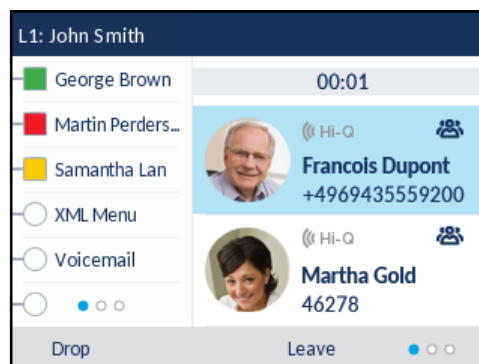 L1: John Smith
George Brown
Martin Perders...
Samantha Lan
XML Menu
Voicemail
00:01
Hi-Q
Francois Dupont
+4969435559200
Hi-Q
Martha Gold
46278
Drop
Leave